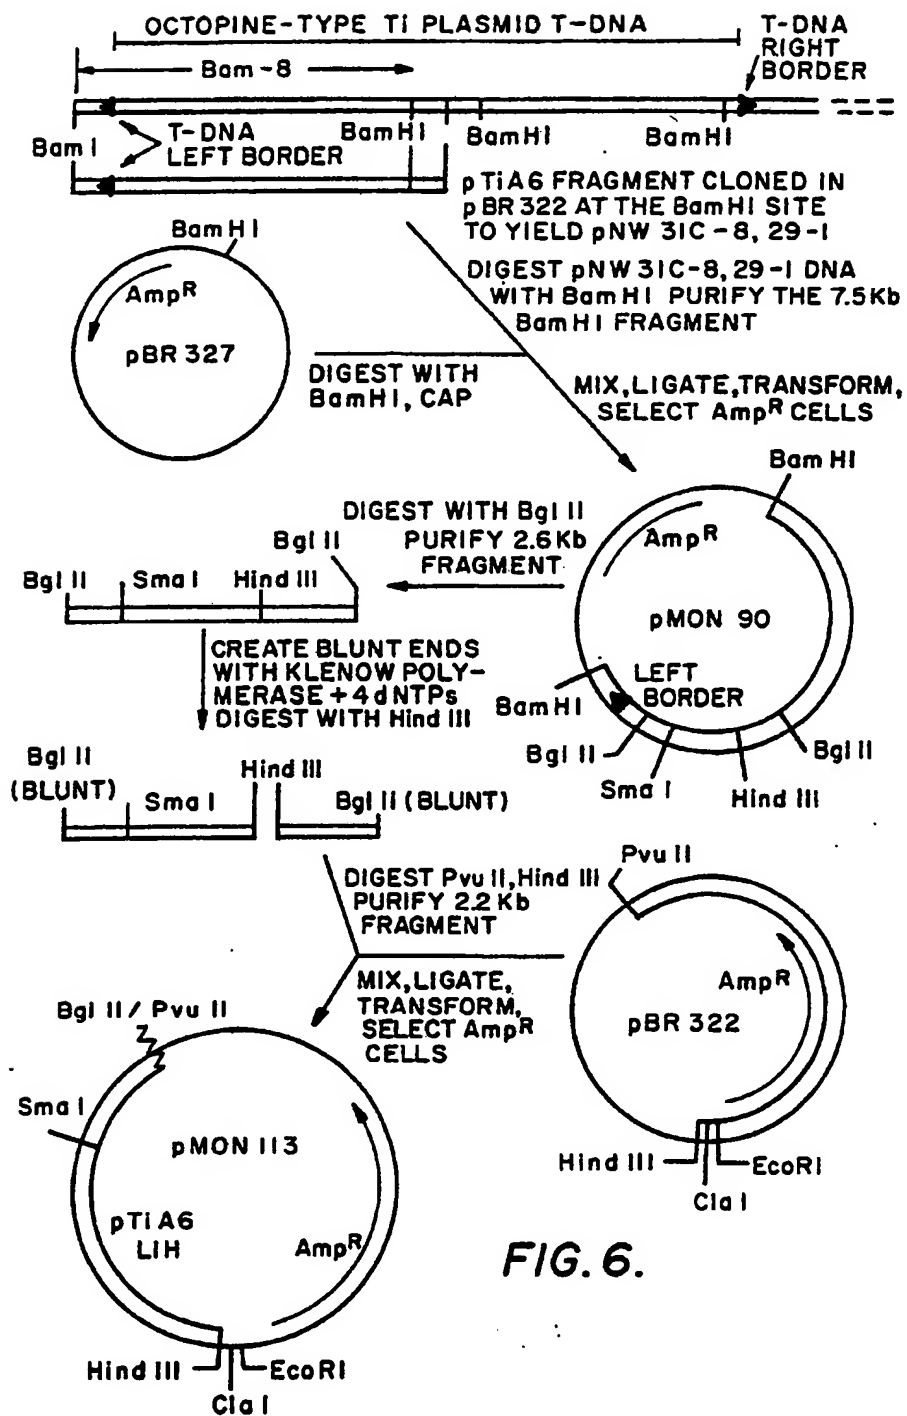 OCTOPINE-TYPE Ti PLASMID T-DNA
T-DNA
RIGHT
BORDER
Bam-8
Bam I
T-DNA
LEFT BORDER
BamHI
BamHI
BamHI
pTiA6 FRAGMENT CLONED IN
pBR322 AT THE BamHI SITE
TO YIELD pNW 31C-8, 29-1
BamHI
AmpR
pBR 327
DIGEST pNW 31C-8, 29-1 DNA
WITH BamHI PURIFY THE 7.5Kb
BamHI FRAGMENT
DIGEST WITH
BamHI, CAP
MIX, LIGATE, TRANSFORM,
SELECT AmpR CELLS
BamHI
AmpR
pMON 90
LEFT
BORDER
BamHI
Bgl II
Sma I
Hind III
Bgl II
DIGEST WITH Bgl II
PURIFY 2.6Kb
FRAGMENT
Bgl II
Sma I
Hind III
Bgl II
CREATE BLUNT ENDS
WITH KLENOW POLY-
MERASE + 4 dNTPs
DIGEST WITH Hind III
Bgl II
(BLUNT)
Sma I
Hind III
Bgl II (BLUNT)
DIGEST Pvu II, Hind III
PURIFY 2.2 Kb
FRAGMENT
Pvu II
AmpR
pBR 322
Hind III
Cla I
EcoRI
MIX, LIGATE,
TRANSFORM,
SELECT AmpR
CELLS
Bgl II / Pvu II
Sma I
pMON 113
pTiA6
LIH
AmpR
Hind III
Cla I
EcoRI
FIG. 6.